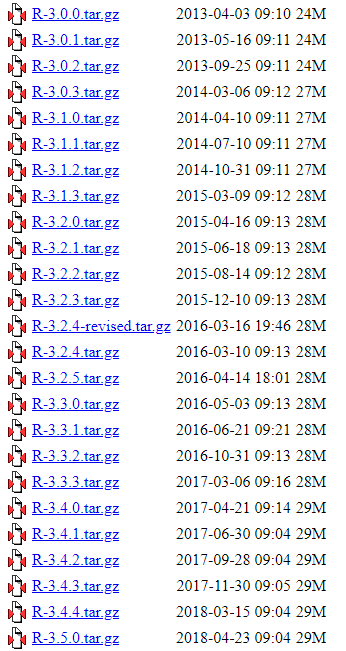 R-3.0.0.tar.gz 2013-04-03 09:10 24M
R-3.0.1.tar.gz 2013-05-16 09:11 24M
R-3.0.2.tar.gz 2013-09-25 09:11 24M
R-3.0.3.tar.gz 2014-03-06 09:12 27M
R-3.1.0.tar.gz 2014-04-10 09:11 27M
R-3.1.1.tar.gz 2014-07-10 09:11 27M
R-3.1.2.tar.gz 2014-10-31 09:11 27M
R-3.1.3.tar.gz 2015-03-09 09:12 28M
R-3.2.0.tar.gz 2015-04-16 09:13 28M
R-3.2.1.tar.gz 2015-06-18 09:13 28M
R-3.2.2.tar.gz 2015-08-14 09:12 28M
R-3.2.3.tar.gz 2015-12-10 09:13 28M
R-3.2.4-revised.tar.gz 2016-03-16 19:46 28M
R-3.2.4.tar.gz 2016-03-10 09:13 28M
R-3.2.5.tar.gz 2016-04-14 18:01 28M
R-3.3.0.tar.gz 2016-05-03 09:13 28M
R-3.3.1.tar.gz 2016-06-21 09:21 28M
R-3.3.2.tar.gz 2016-10-31 09:13 28M
R-3.3.3.tar.gz 2017-03-06 09:16 28M
R-3.4.0.tar.gz 2017-04-21 09:14 29M
R-3.4.1.tar.gz 2017-06-30 09:04 29M
R-3.4.2.tar.gz 2017-09-28 09:04 29M
R-3.4.3.tar.gz 2017-11-30 09:05 29M
R-3.4.4.tar.gz 2018-03-15 09:04 29M
R-3.5.0.tar.gz 2018-04-23 09:04 29M